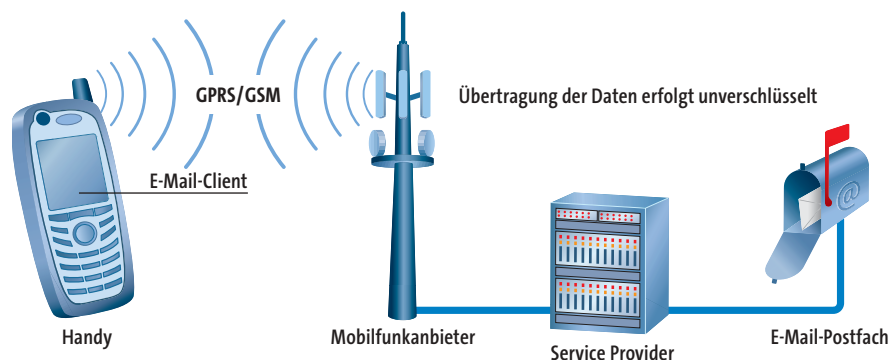 GPRS/GSM
Übertragung der Daten erfolgt unverschlüsselt
E-Mail-Client
@
Handy
Mobilfunkanbieter
Service Provider
E-Mail-Postfach